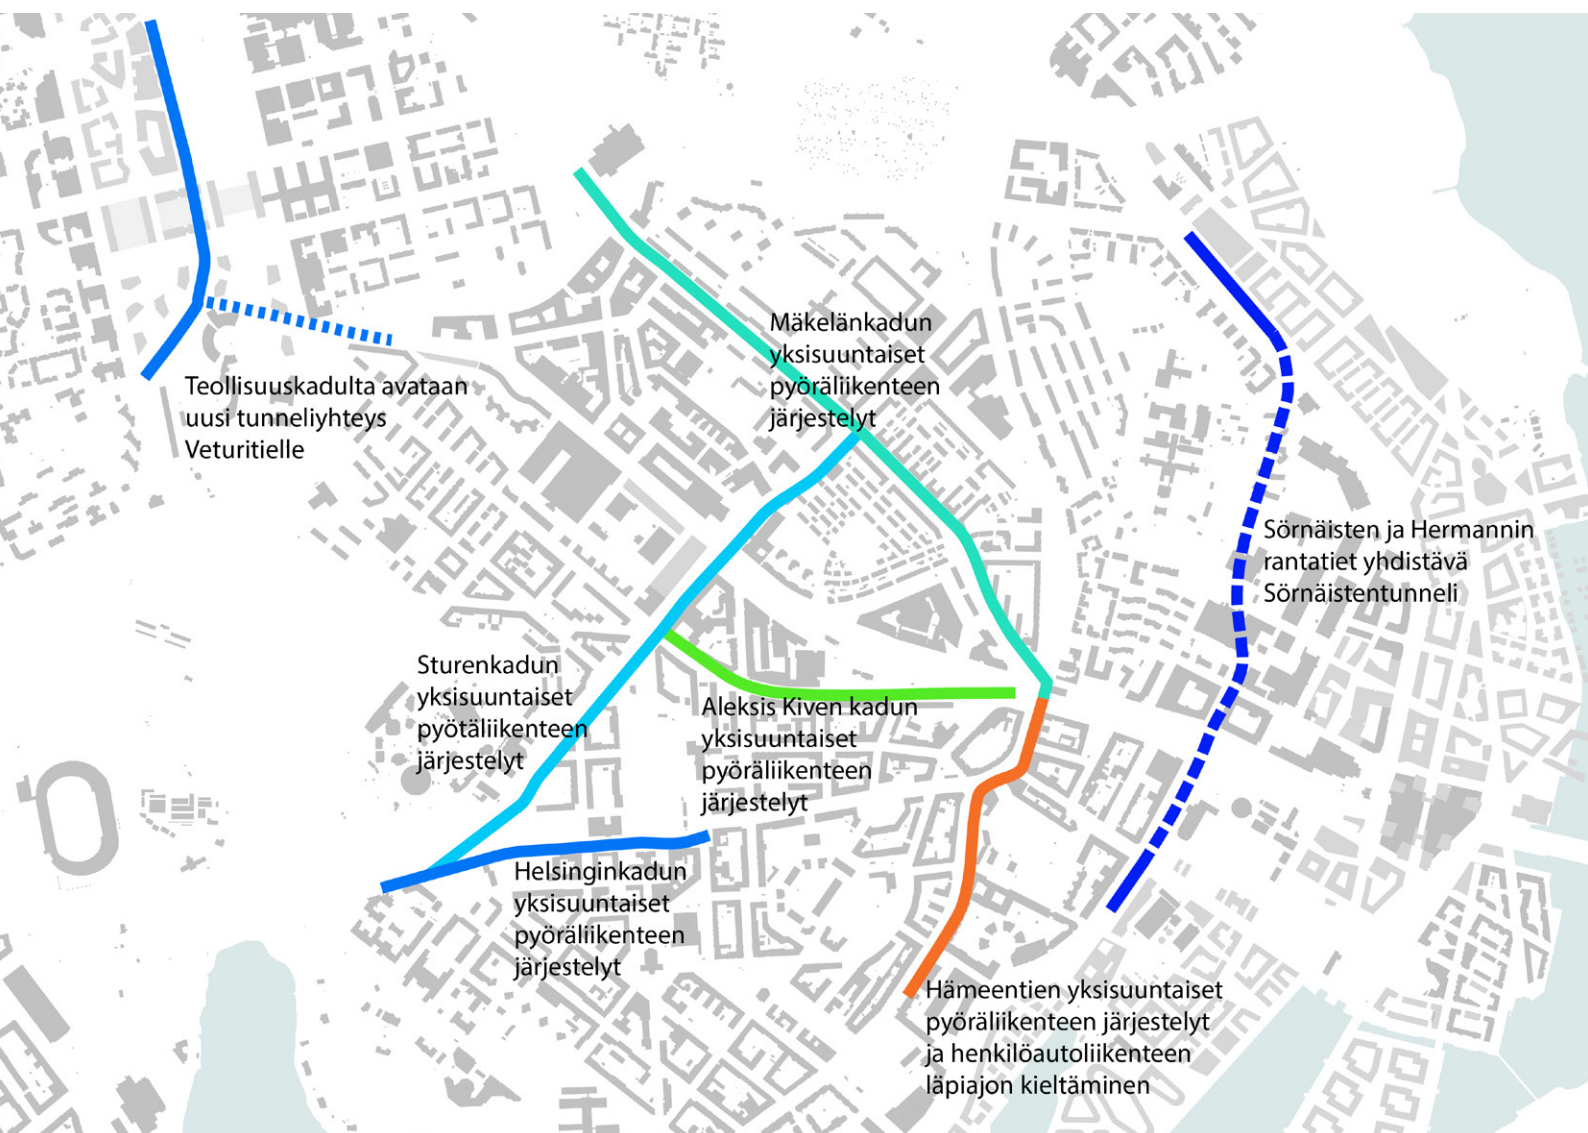 Mäkelänkadun
yksisuuntaiset
pyöräliikenteen
järjestelyt
Teollisuuskadulta avataan
uusi tunneliyhteys
Veturitielle
Sörnäisten ja Hermannin
rantatiet yhdistävä
Sörnäistentunneli
Sturenkadun
yksisuuntaiset
pyötäliikenteen
järjestelyt
Aleksis Kiven kadun
yksisuuntaiset
pyöräliikenteen
järjestelyt
Helsinginkadun
yksisuuntaiset
pyöräliikenteen
järjestelyt
Hämeentien yksisuuntaiset
pyöräliikenteen järjestelyt
ja henkilöautoliikenteen
läpiajon kieltäminen